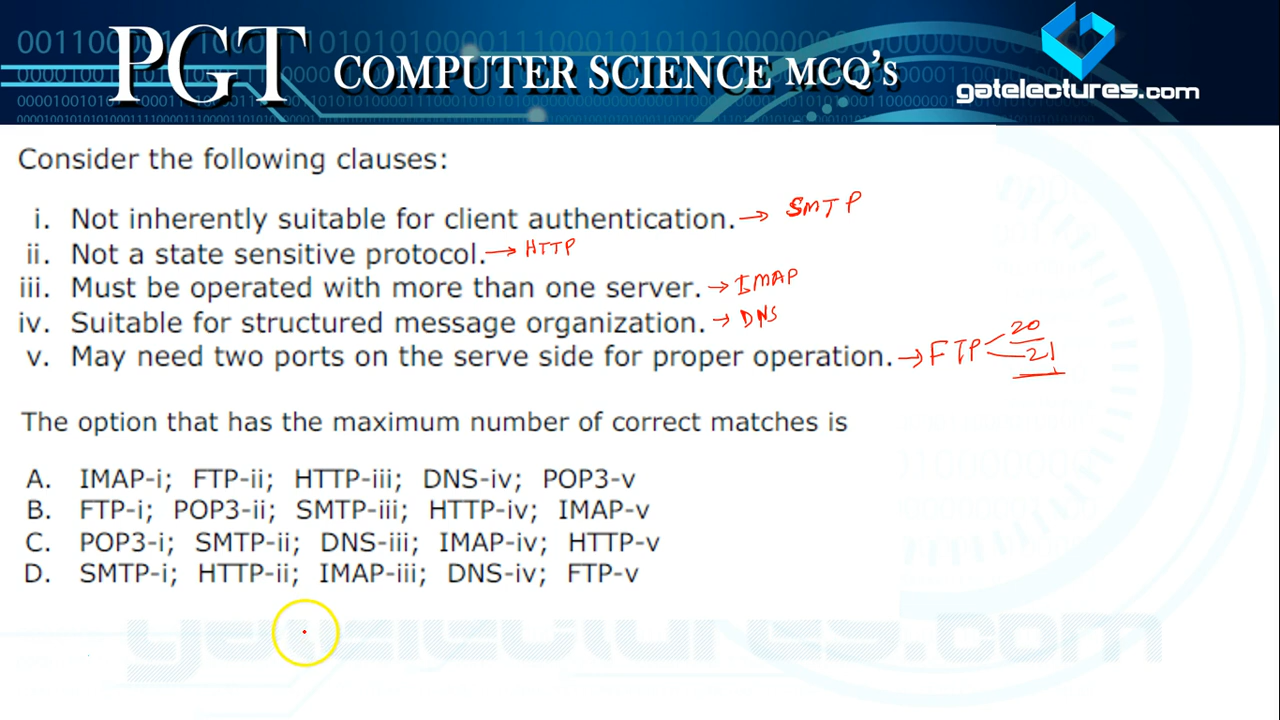 PGT COMPUTER SCIENCE MCQ's
gatelectures.com
Consider the following clauses:
i. Not inherently suitable for client authentication. → SMTP
ii. Not a state sensitive protocol. → HTTP
iii. Must be operated with more than one server. → IMAP
iv. Suitable for structured message organization. → DNS
v. May need two ports on the serve side for proper operation. → FTP 20 21
The option that has the maximum number of correct matches is
A. IMAP-i; FTP-ii; HTTP-iii; DNS-iv; POP3-v
B. FTP-i; POP3-ii; SMTP-iii; HTTP-iv; IMAP-v
C. POP3-i; SMTP-ii; DNS-iii; IMAP-iv; HTTP-v
D. SMTP-i; HTTP-ii; IMAP-iii; DNS-iv; FTP-v
gatelectures.com